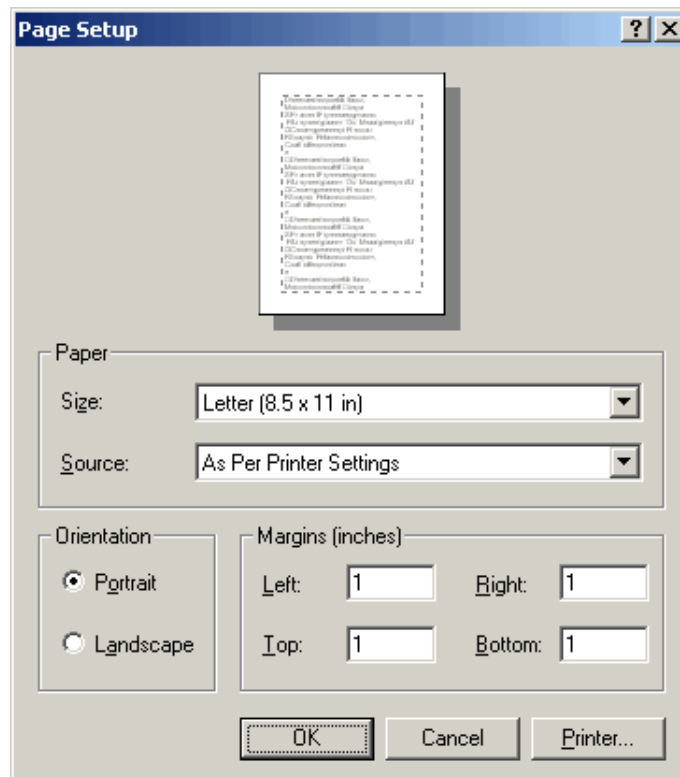 Page Setup
Paper
Size: Letter (8.5 x 11 in)
Source: As Per Printer Settings
Orientation
Portrait
Landscape
Margins (inches)
Left: 1 Right: 1
Top: 1 Bottom: 1
OK Cancel Printer...